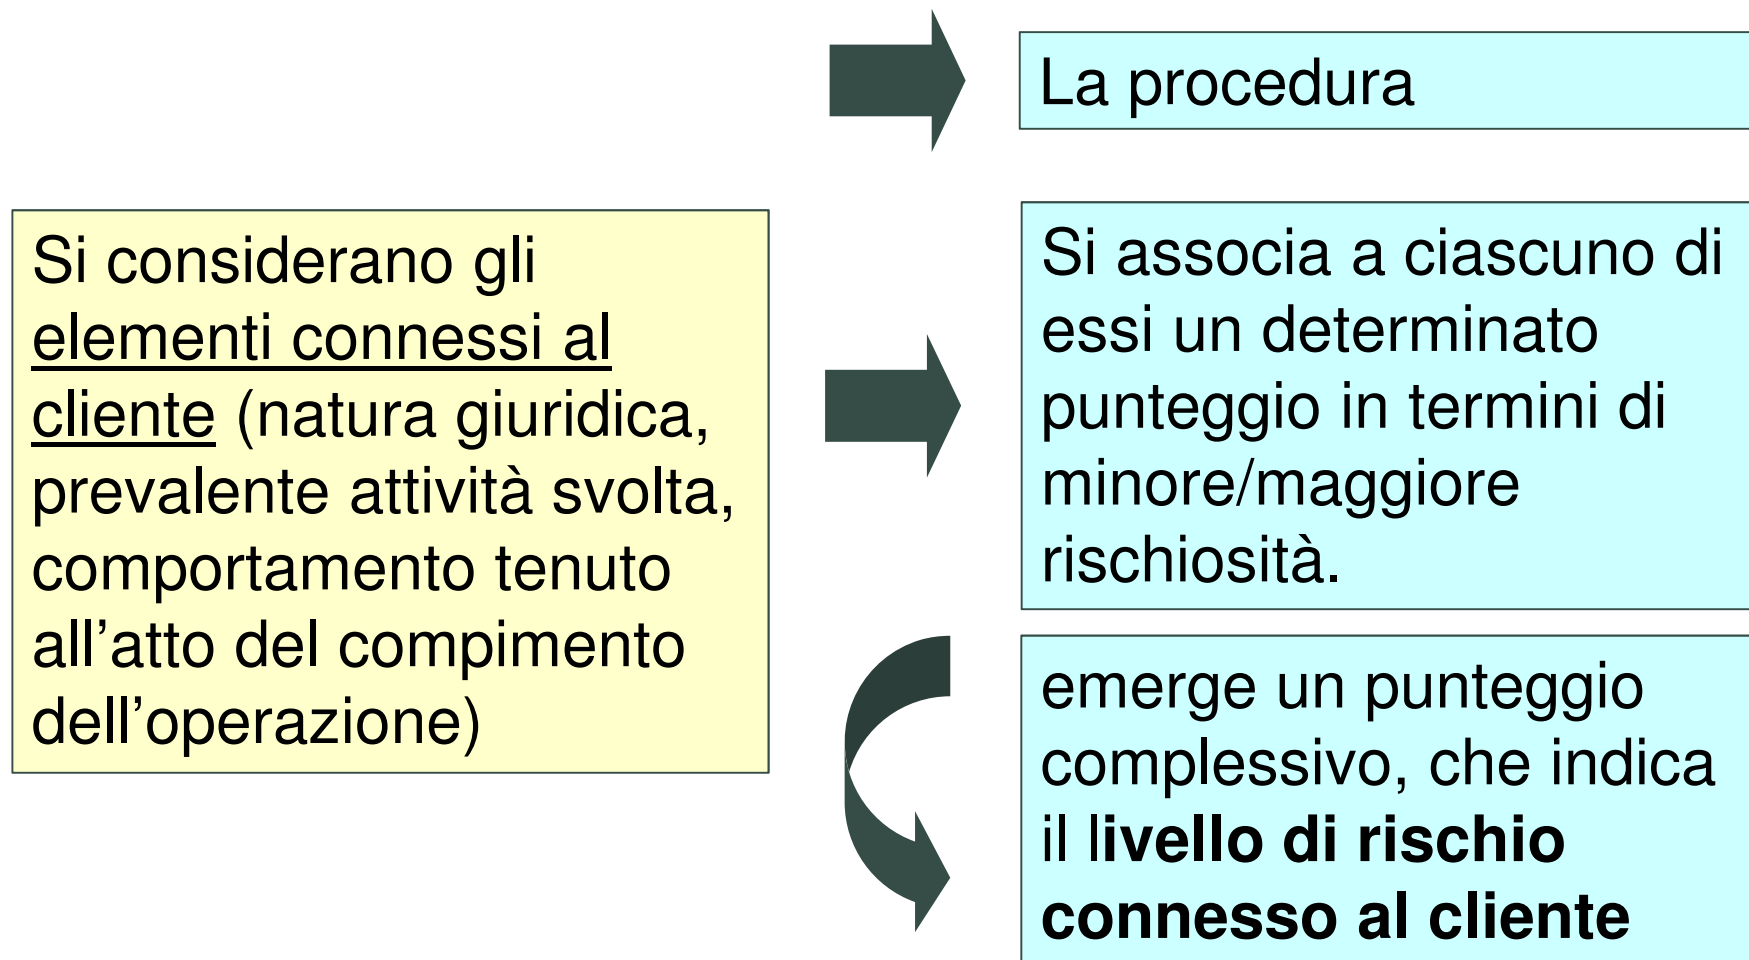 La procedura
Si considerano gli
elementi connessi al
cliente (natura giuridica,
prevalente attività svolta,
comportamento tenuto
all’atto del compimento
dell’operazione)
Si associa a ciascuno di
essi un determinato
punteggio in termini di
minore/maggiore
rischiosità.
emerge un punteggio
complessivo, che indica
il livello di rischio
connesso al cliente